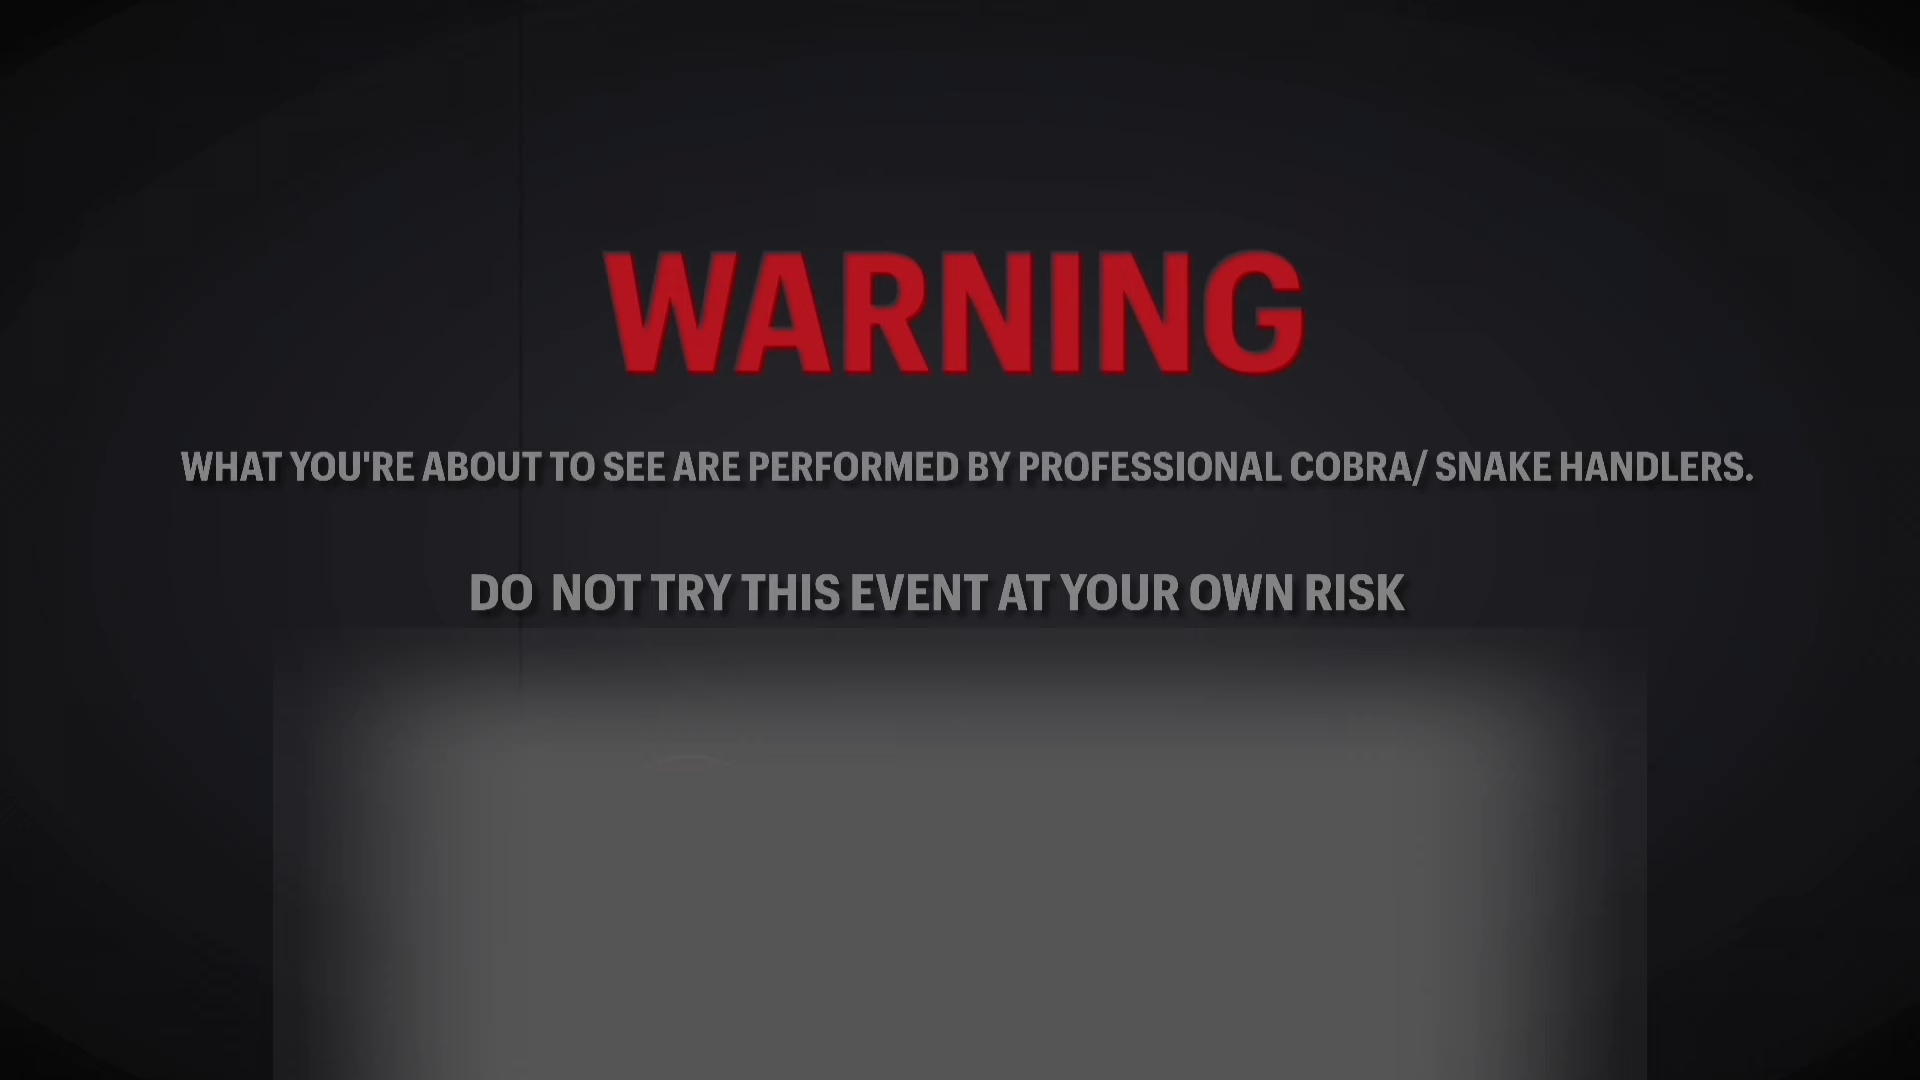 WARNING
WHAT YOU'RE ABOUT TO SEE ARE PERFORMED BY PROFESSIONAL COBRA/ SNAKE HANDLERS.
DO NOT TRY THIS EVENT AT YOUR OWN RISK